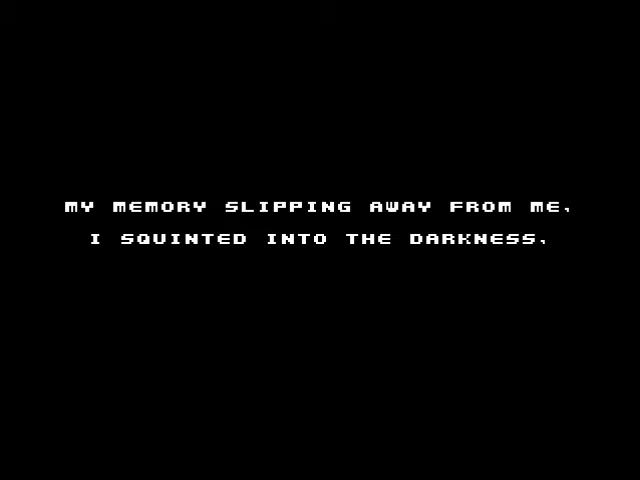 MY MEMORY SLIPPING AWAY FROM ME,
I SQUINTED INTO THE DARKNESS,